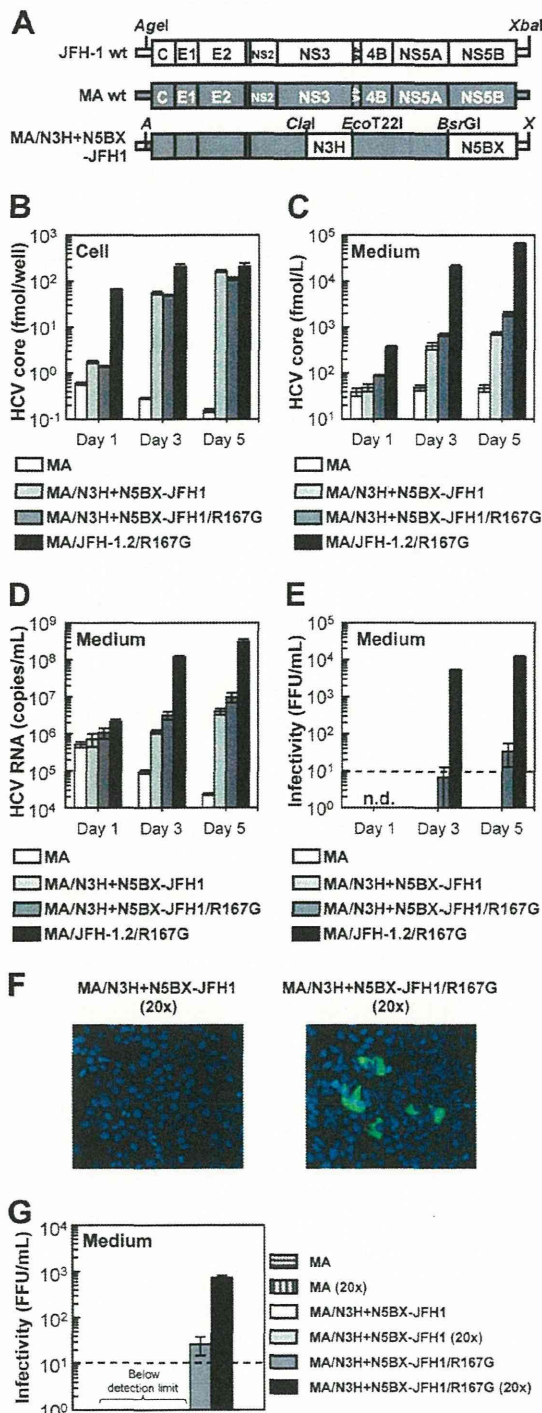 A
AgeI XbaI
JFH-1 wt C E1 E2 NS2 NS3 4B NS5A NS5B
MA wt C E1 E2 NS2 NS3 4B NS5A NS5B
A ClaI EcoT22I BsrGI X
MA/N3H+N5BX
-JFH1 N3H N5BX
B
Cell
HCV core (fmol/well)
10³
10²
10¹
10⁰
10⁻¹
Day 1 Day 3 Day 5
MA
MA/N3H+N5BX-JFH1
MA/N3H+N5BX-JFH1/R167G
MA/JFH-1.2/R167G
C
Medium
HCV core (fmol/L)
10⁵
10⁴
10³
10²
10¹
Day 1 Day 3 Day 5
MA
MA/N3H+N5BX-JFH1
MA/N3H+N5BX-JFH1/R167G
MA/JFH-1.2/R167G
D
Medium
HCV RNA (copies/mL)
10⁹
10⁸
10⁷
10⁶
10⁵
10⁴
Day 1 Day 3 Day 5
MA
MA/N3H+N5BX-JFH1
MA/N3H+N5BX-JFH1/R167G
MA/JFH-1.2/R167G
E
Medium
Infectivity (FFU/mL)
10⁵
10⁴
10³
10²
10¹
10⁰
n.d.
Day 1 Day 3 Day 5
MA
MA/N3H+N5BX-JFH1
MA/N3H+N5BX-JFH1/R167G
MA/JFH-1.2/R167G
F
MA/N3H+N5BX-JFH1
(20x)
MA/N3H+N5BX-JFH1/R167G
(20x)
G
Medium
Infectivity (FFU/mL)
10⁴
10³
10²
10¹
10⁰
Below
detection limit
MA
MA (20x)
MA/N3H+N5BX-JFH1
MA/N3H+N5BX-JFH1 (20x)
MA/N3H+N5BX-JFH1/R167G
MA/N3H+N5BX-JFH1/R167G (20x)